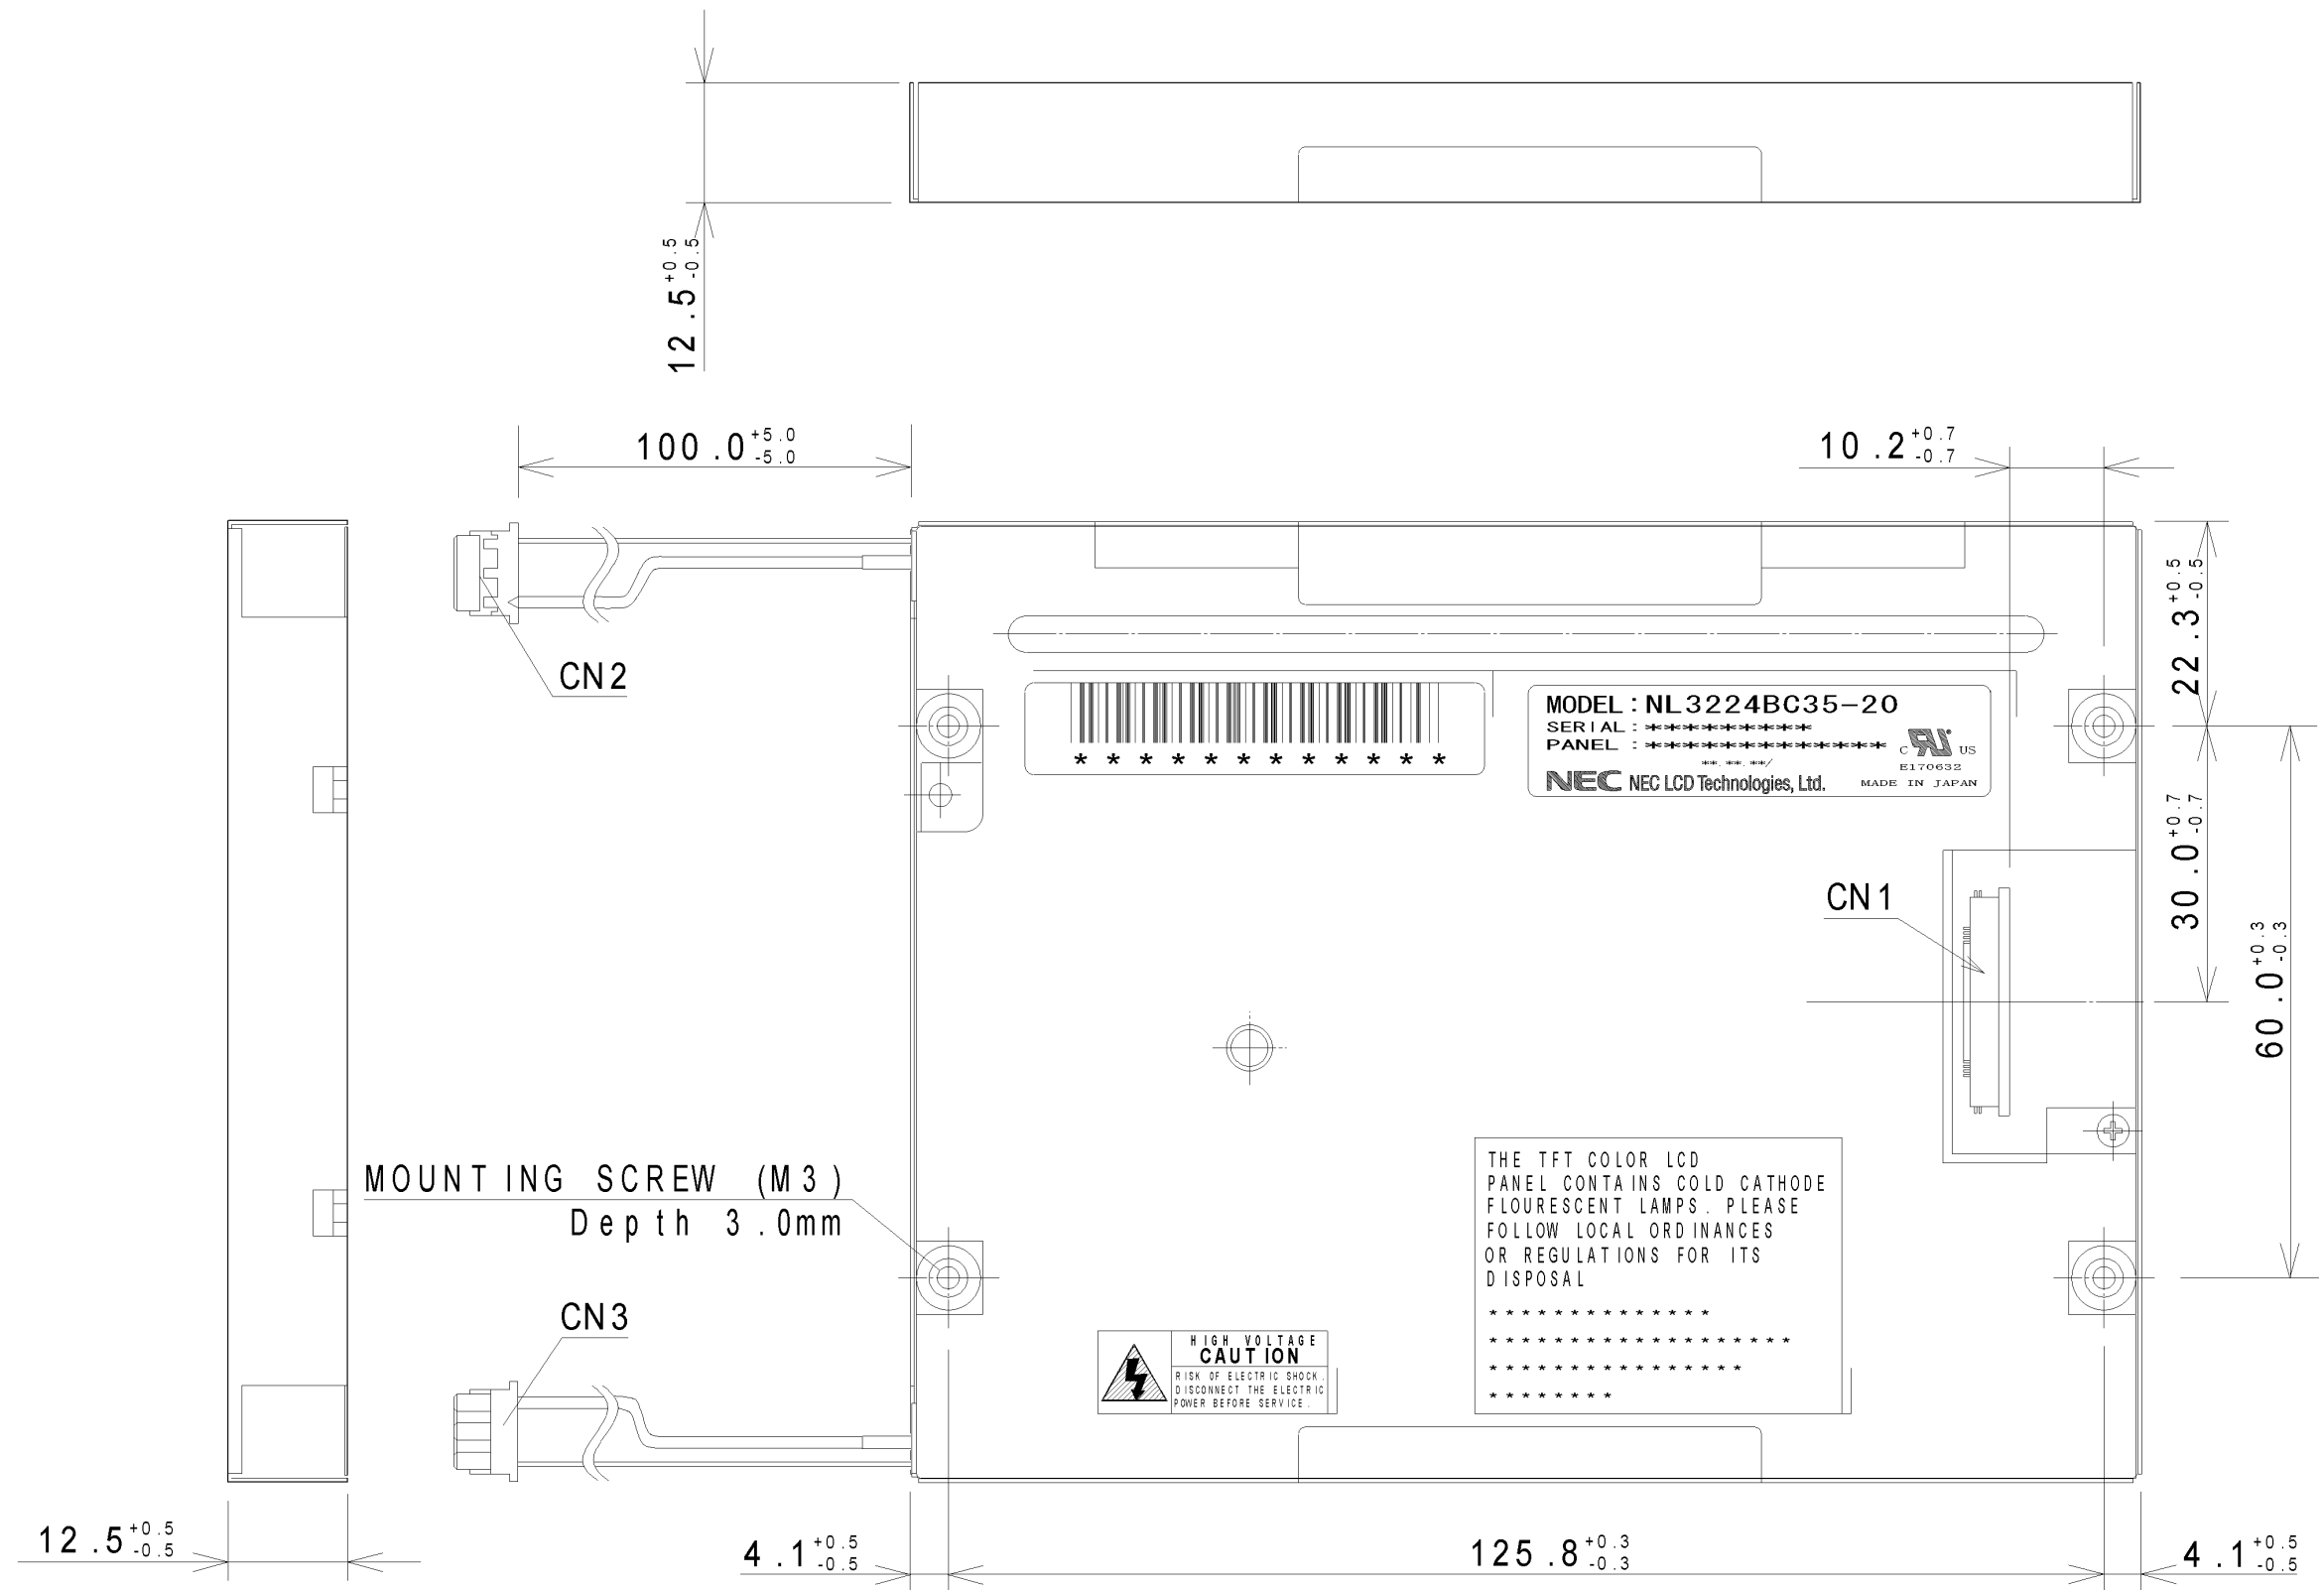 12.5 +0.5 -0.5
100.0 +5.0 -5.0
10.2 +0.7 -0.7
CN2
22.3 +0.5 -0.5
* * * * * * * * * * * *
MODEL : NL3224BC35-20
SERIAL : **********
PANEL : **************
**.**.**/
C US
E170632
NEC NEC LCD Technologies, Ltd.
MADE IN JAPAN
30.0 +0.7 -0.7
CN1
60.0 +0.3 -0.3
MOUNTING SCREW (M3)
Depth 3.0mm
THE TFT COLOR LCD
PANEL CONTAINS COLD CATHODE
FLOURESCENT LAMPS. PLEASE
FOLLOW LOCAL ORDINANCES
OR REGULATIONS FOR ITS
DISPOSAL
* * * * * * * * * * * * * *
* * * * * * * * * * * * * * * * * * *
* * * * * * * * * * * * * * * *
* * * * * * * *
CN3
HIGH VOLTAGE
CAUTION
RISK OF ELECTRIC SHOCK.
DISCONNECT THE ELECTRIC
POWER BEFORE SERVICE.
12.5 +0.5 -0.5
4.1 +0.5 -0.5
125.8 +0.3 -0.3
4.1 +0.5 -0.5